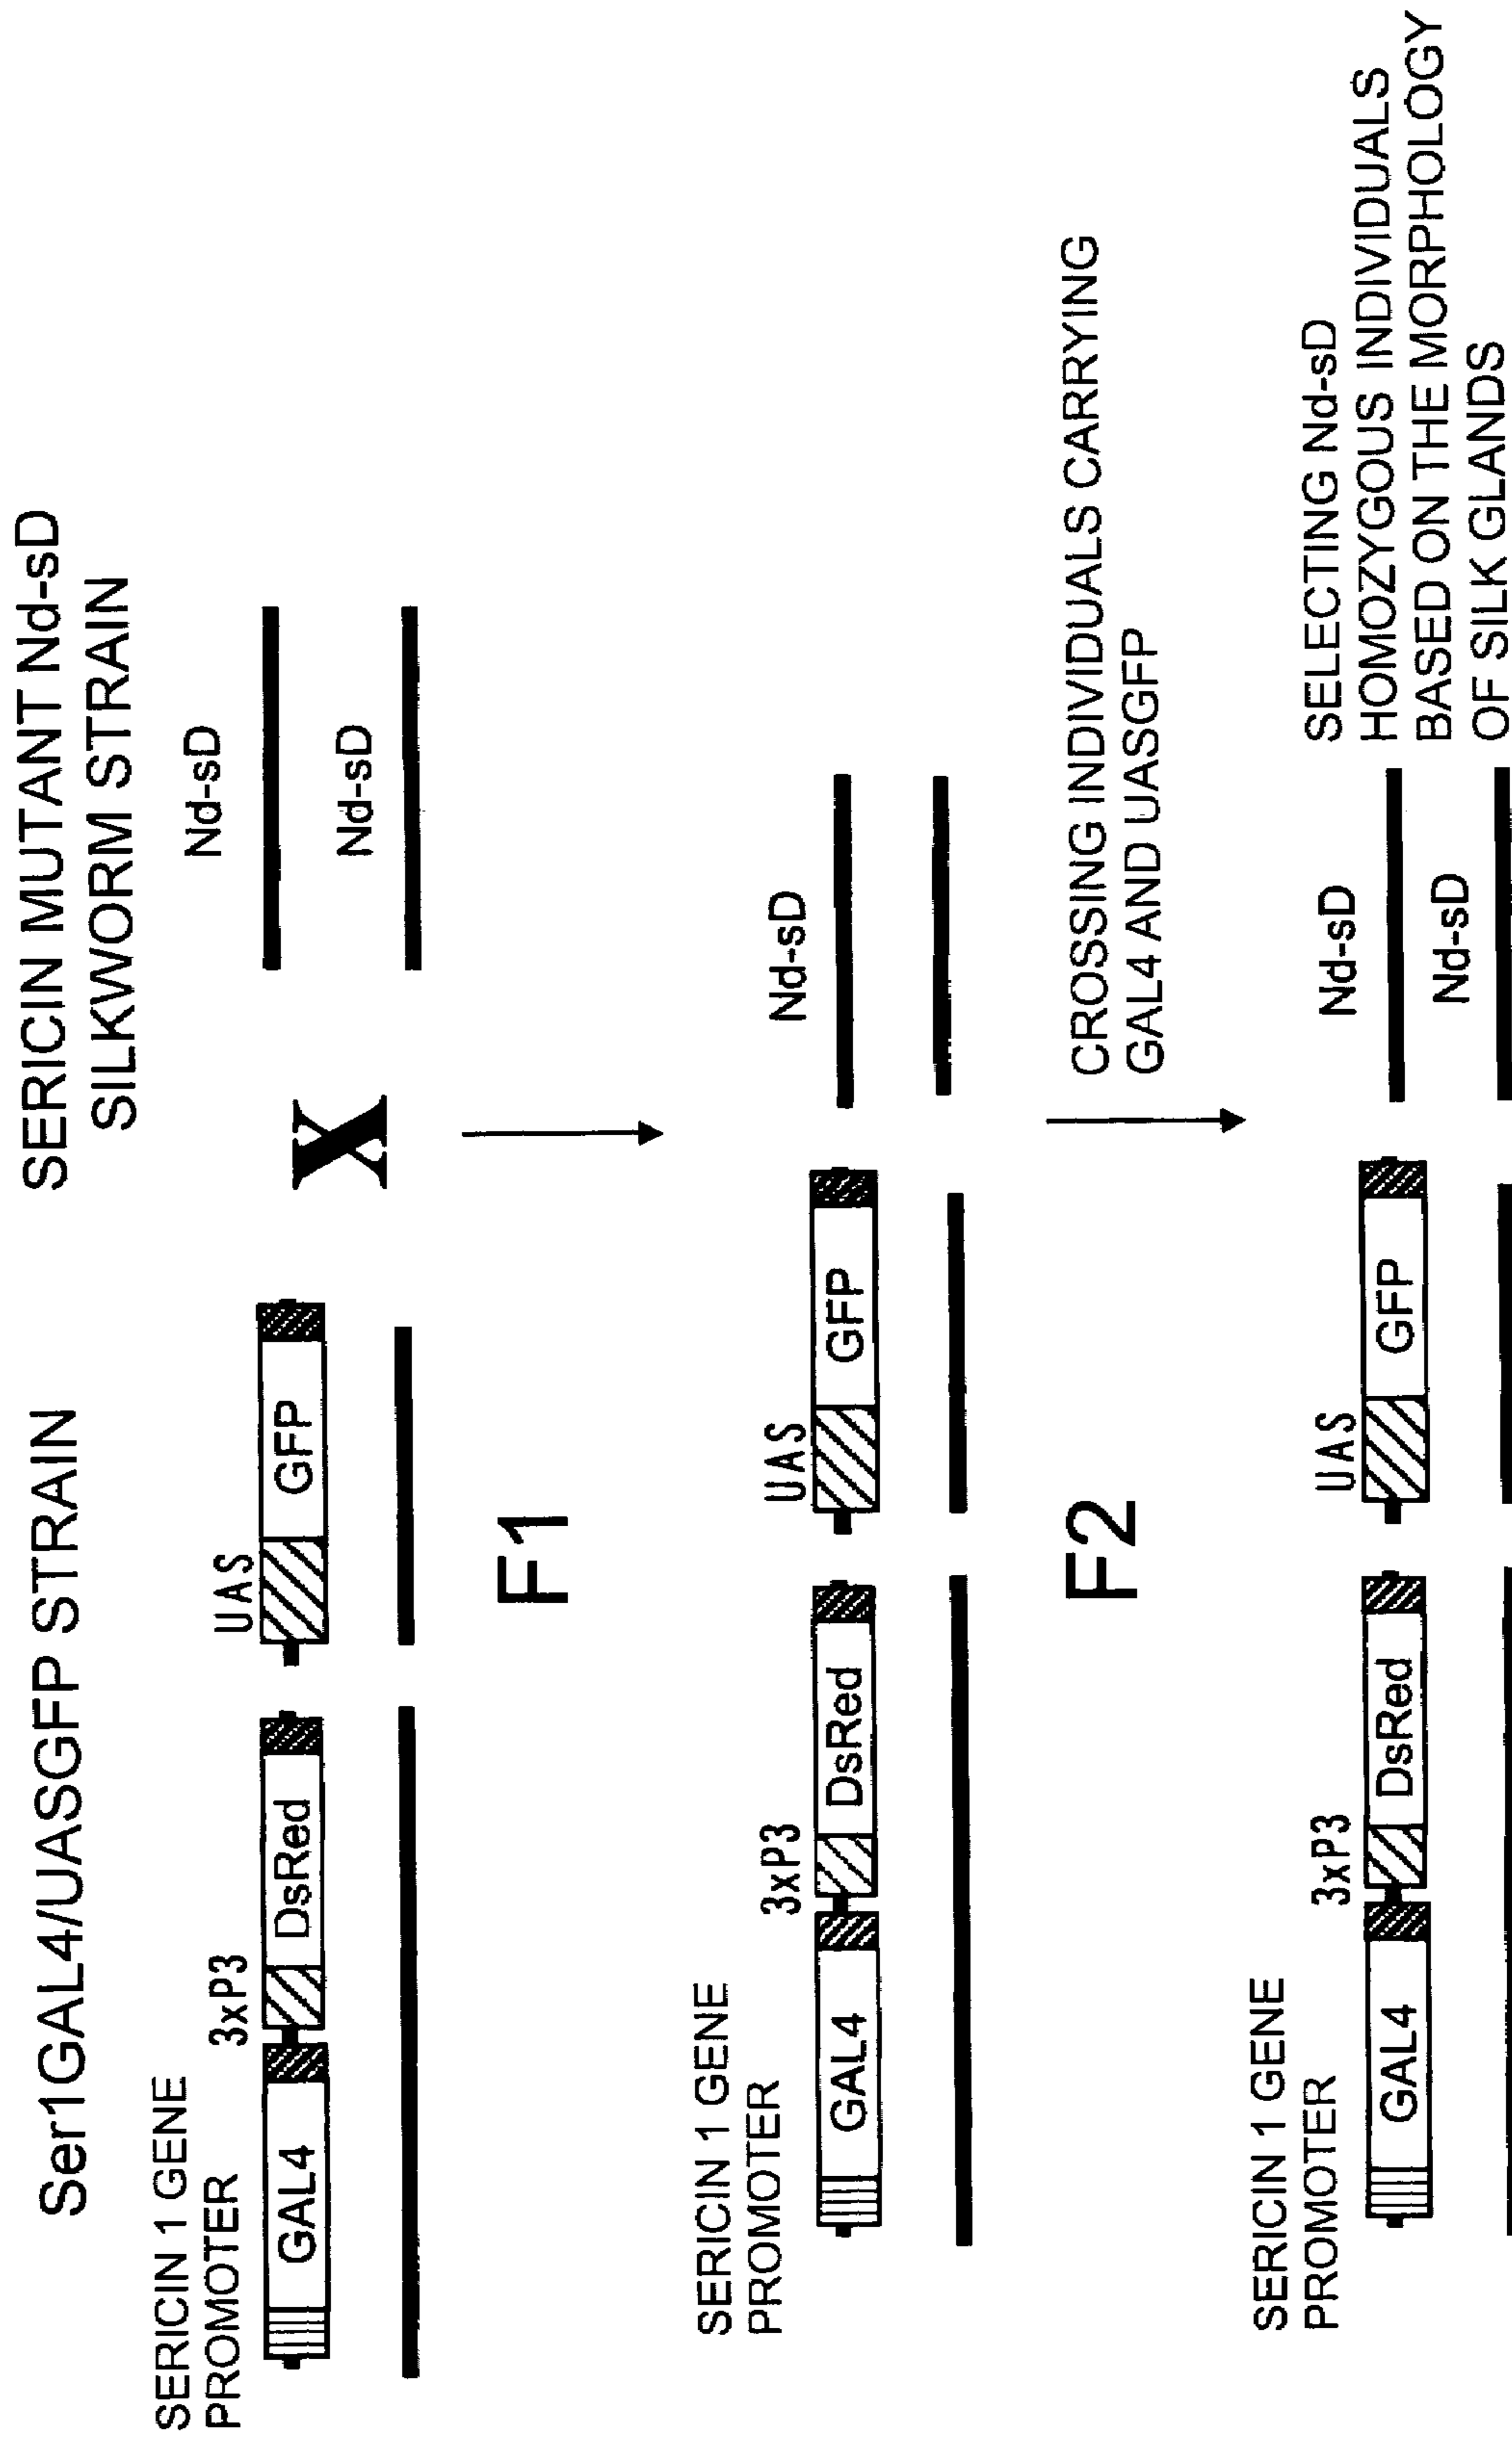 Ser1GAL4/UASGFP STRAIN
SERICIN MUTANT Nd-sD
SILKWORM STRAIN
SERICIN 1 GENE
PROMOTER
3xP3
UAS
Nd-sD
GAL4
DsRed
GFP
X
Nd-sD
F1
SERICIN 1 GENE
PROMOTER
3xP3
UAS
Nd-sD
GAL4
DsRed
GFP
F2
CROSSING INDIVIDUALS CARRYING
GAL4 AND UASGFP
SERICIN 1 GENE
PROMOTER
3xP3
UAS
Nd-sD
GAL4
DsRed
GFP
Nd-sD
SELECTING Nd-sD
HOMOZYGOUS INDIVIDUALS
BASED ON THE MORPHOLOGY
OF SILK GLANDS